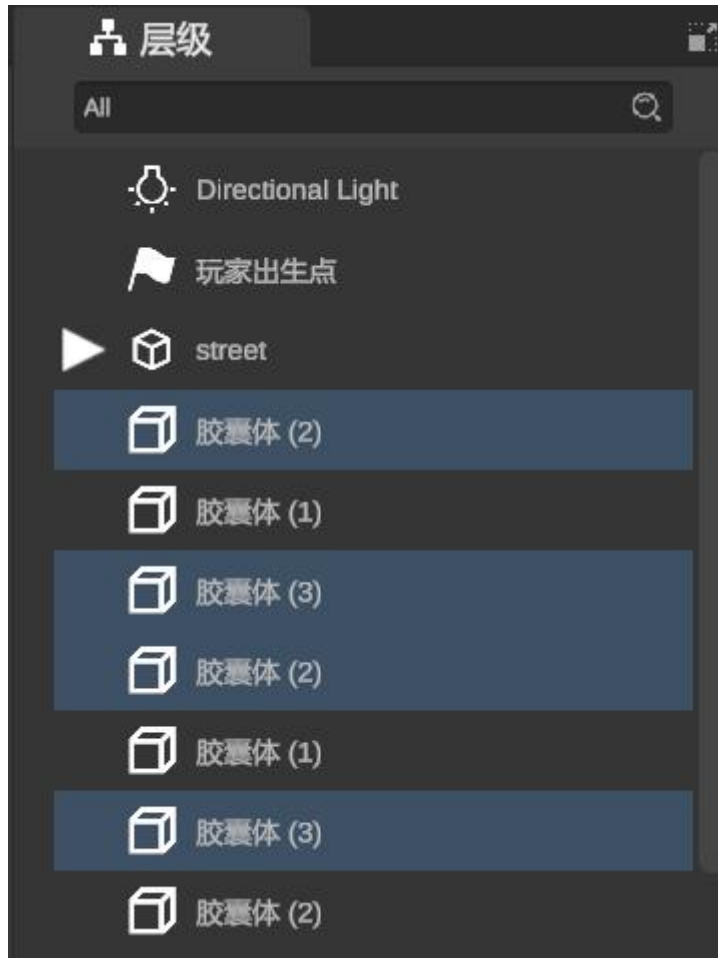 层级
All
Directional Light
玩家出生点
street
胶囊体 (2)
胶囊体 (1)
胶囊体 (3)
胶囊体 (2)
胶囊体 (1)
胶囊体 (3)
胶囊体 (2)